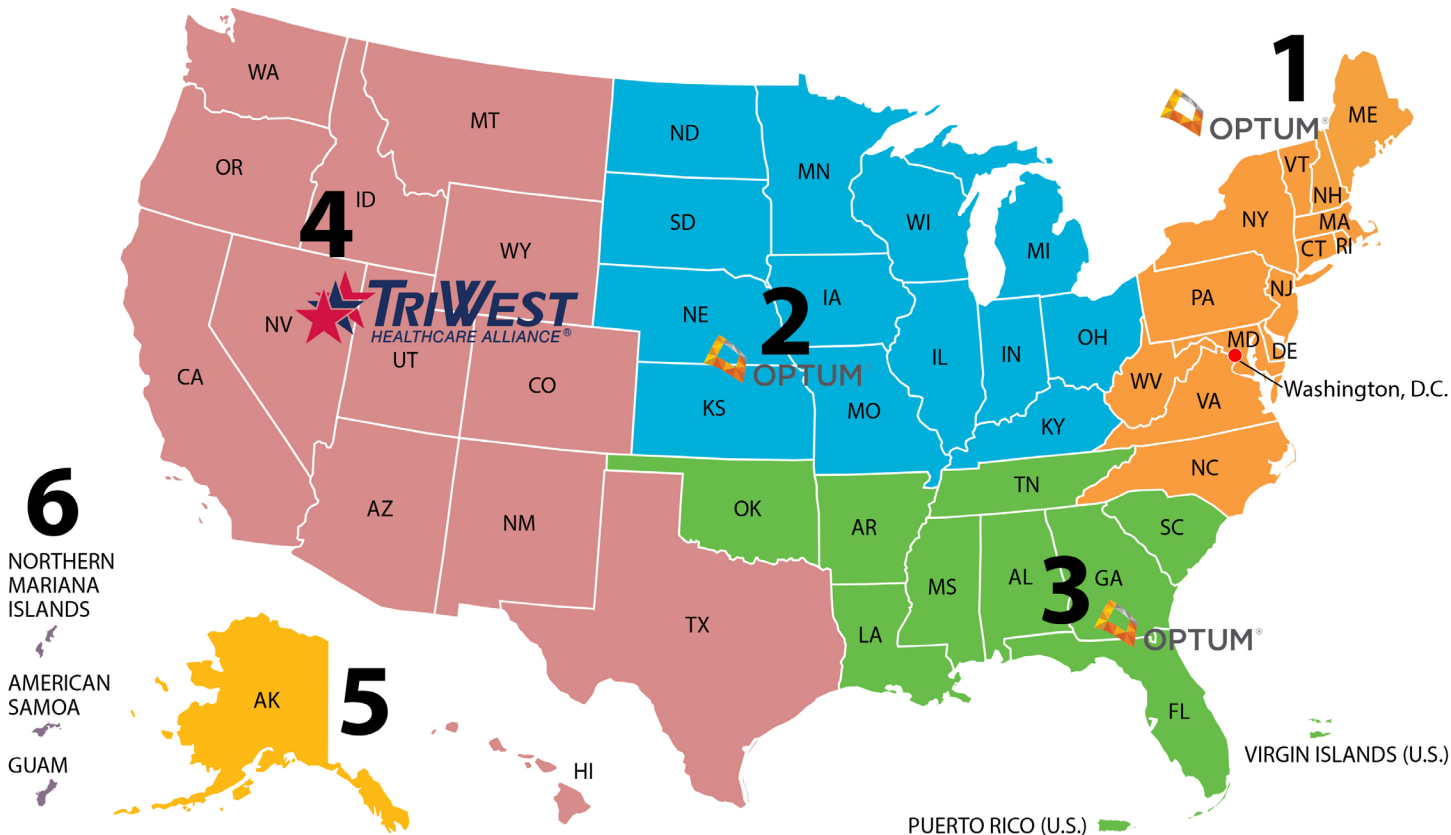 1
OPTUM®
ME
VT
NH
NY
MA
CT
RI
PA
NJ
MD
DE
WV
VA
Washington, D.C.
NC
WA
MT
OR
ID
4
WY
NV
TRIWEST
HEALTHCARE ALLIANCE®
UT
CA
CO
AZ
NM
TX
HI
ND
MN
SD
WI
MI
NE
IA
2
OPTUM
IL
IN
OH
KS
MO
KY
OK
AR
TN
SC
MS
AL
3
GA
OPTUM®
LA
FL
VIRGIN ISLANDS (U.S.)
PUERTO RICO (U.S.)
6
NORTHERN
MARIANA
ISLANDS
AMERICAN
SAMOA
GUAM
AK
5